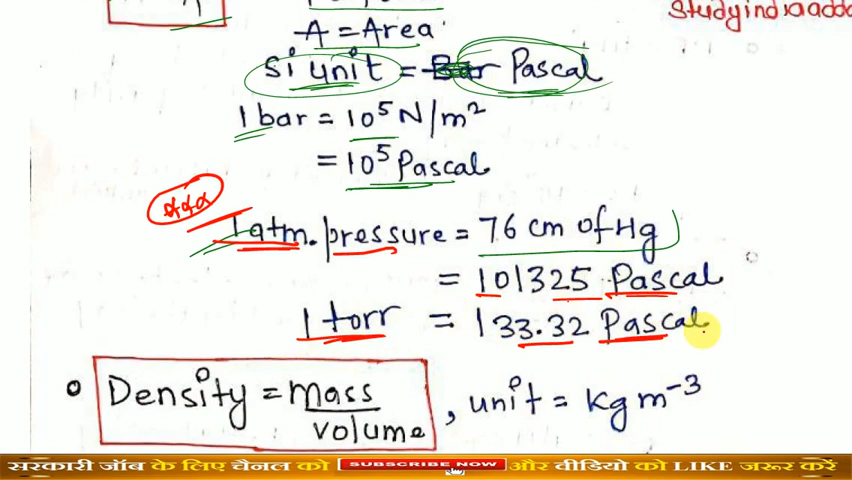 Studyindiaadda
A = Area
Si unit = Pascal
1 bar = 10⁵ N/m²
= 10⁵ Pascal
1 atm. pressure = 76 cm of Hg
= 101325 Pascal
1 torr = 133.32 Pascal
Density = mass / volume , unit = kg m⁻³
सरकारी जॉब के लिए चैनल को SUBSCRIBE NOW और वीडियो को LIKE जरूर करें